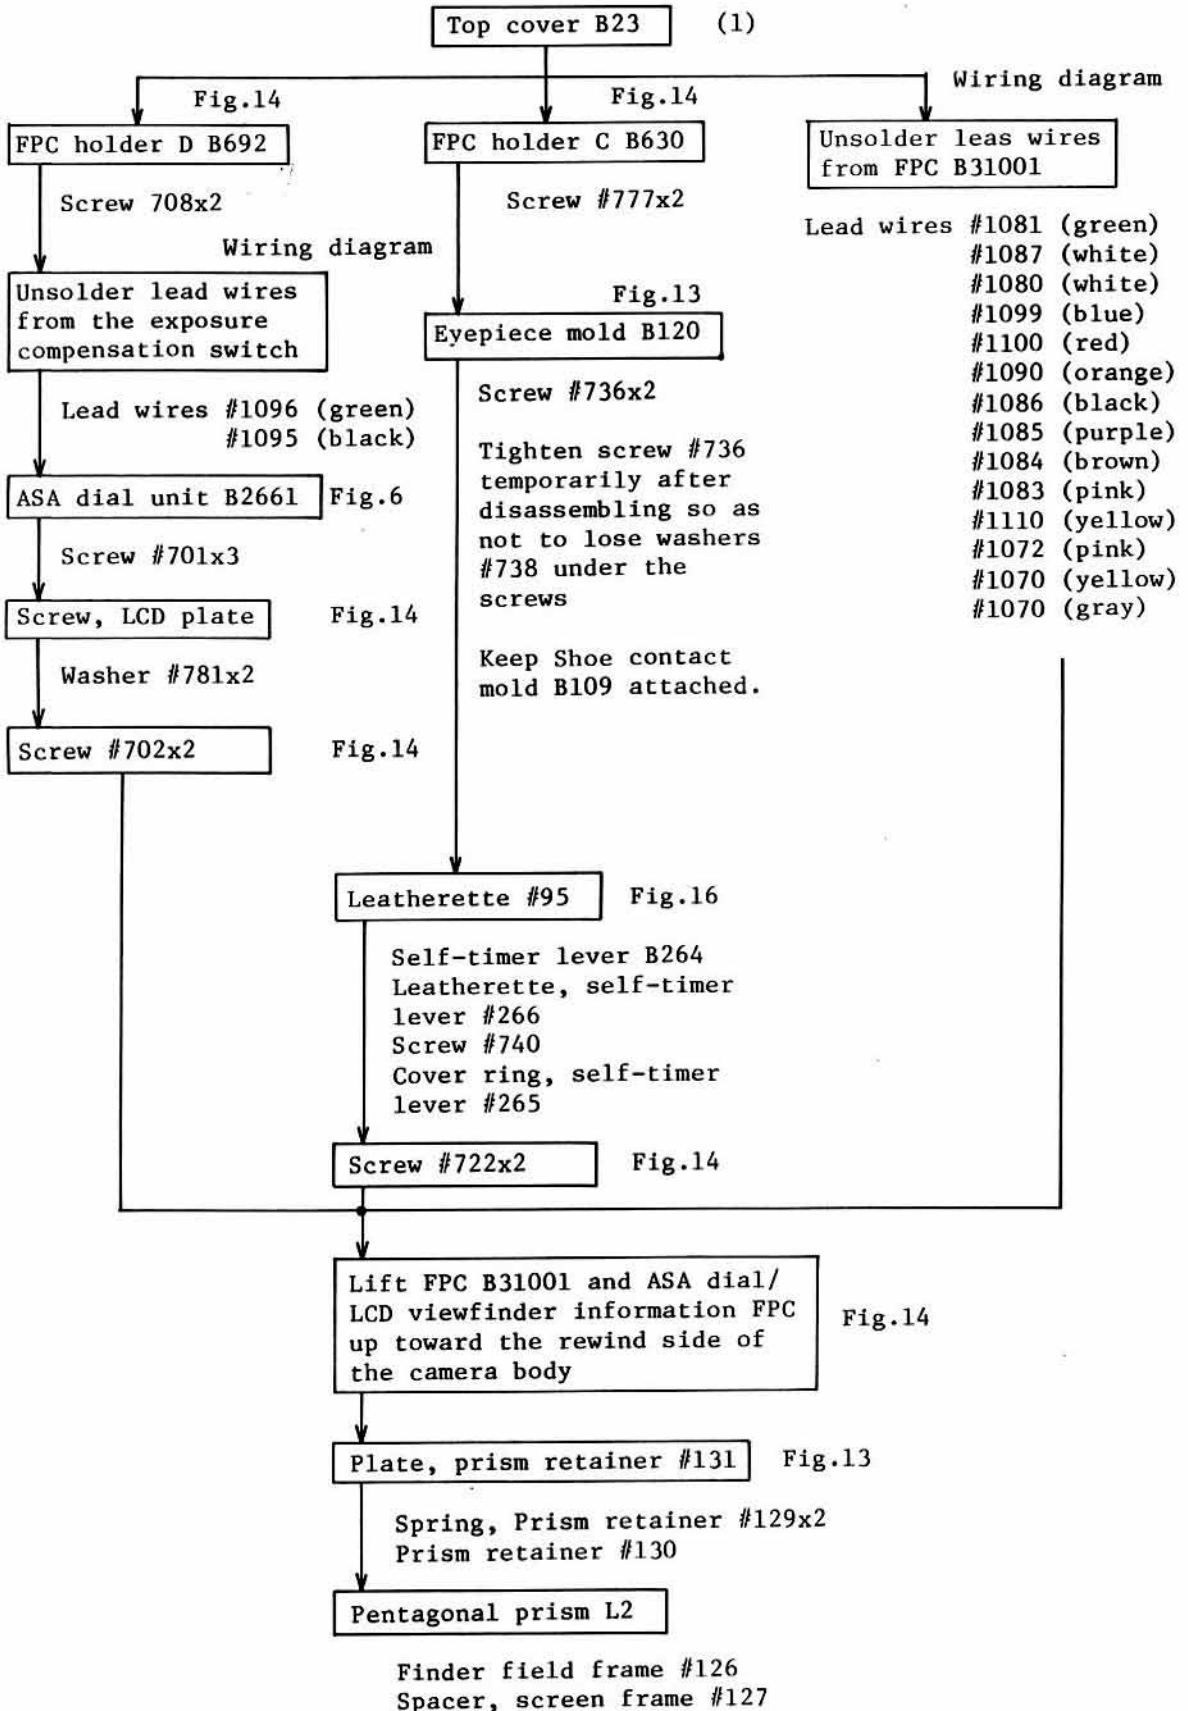 Top cover B23 (1)
Wiring diagram
Fig.14
Fig.14
FPC holder D B692
FPC holder C B630
Unsolder leas wires
from FPC B31001
Screw 708x2
Screw #777x2
Lead wires #1081 (green)
#1087 (white)
#1080 (white)
#1099 (blue)
#1100 (red)
#1090 (orange)
#1086 (black)
#1085 (purple)
#1084 (brown)
#1083 (pink)
#1110 (yellow)
#1072 (pink)
#1070 (yellow)
#1070 (gray)
Wiring diagram
Unsolder lead wires
from the exposure
compensation switch
Lead wires #1096 (green)
#1095 (black)
ASA dial unit B2661 Fig.6
Screw #701x3
Screw, LCD plate Fig.14
Washer #781x2
Screw #702x2 Fig.14
Fig.13
Eyepiece mold B120
Screw #736x2
Tighten screw #736
temporarily after
disassembling so as
not to lose washers
#738 under the
screws
Keep Shoe contact
mold B109 attached.
Leatherette #95 Fig.16
Self-timer lever B264
Leatherette, self-timer
lever #266
Screw #740
Cover ring, self-timer
lever #265
Screw #722x2 Fig.14
Lift FPC B31001 and ASA dial/
LCD viewfinder information FPC
up toward the rewind side of
the camera body
Fig.14
Plate, prism retainer #131 Fig.13
Spring, Prism retainer #129x2
Prism retainer #130
Pentagonal prism L2
Finder field frame #126
Spacer, screen frame #127